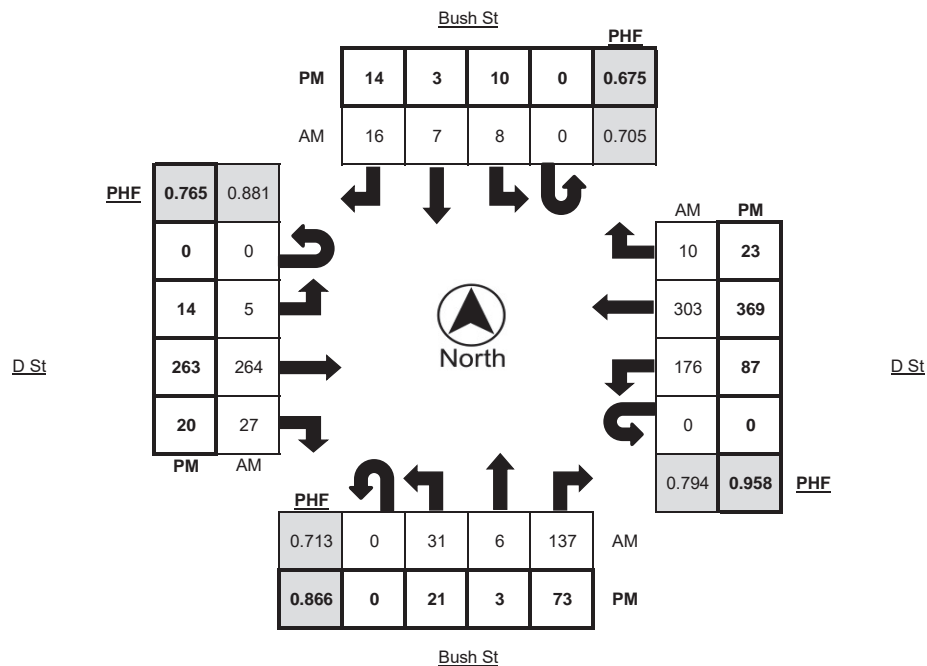 Bush St
PHF
PM 14 3 10 0 0.675
AM 16 7 8 0 0.705
PHF 0.765 0.881
AM PM
0 0
10 23
14 5
303 369
North
D St 263 264
176 87 D St
20 27
0 0
PM AM
0.794 0.958 PHF
PHF
0.713 0 31 6 137 AM
0.866 0 21 3 73 PM
Bush St